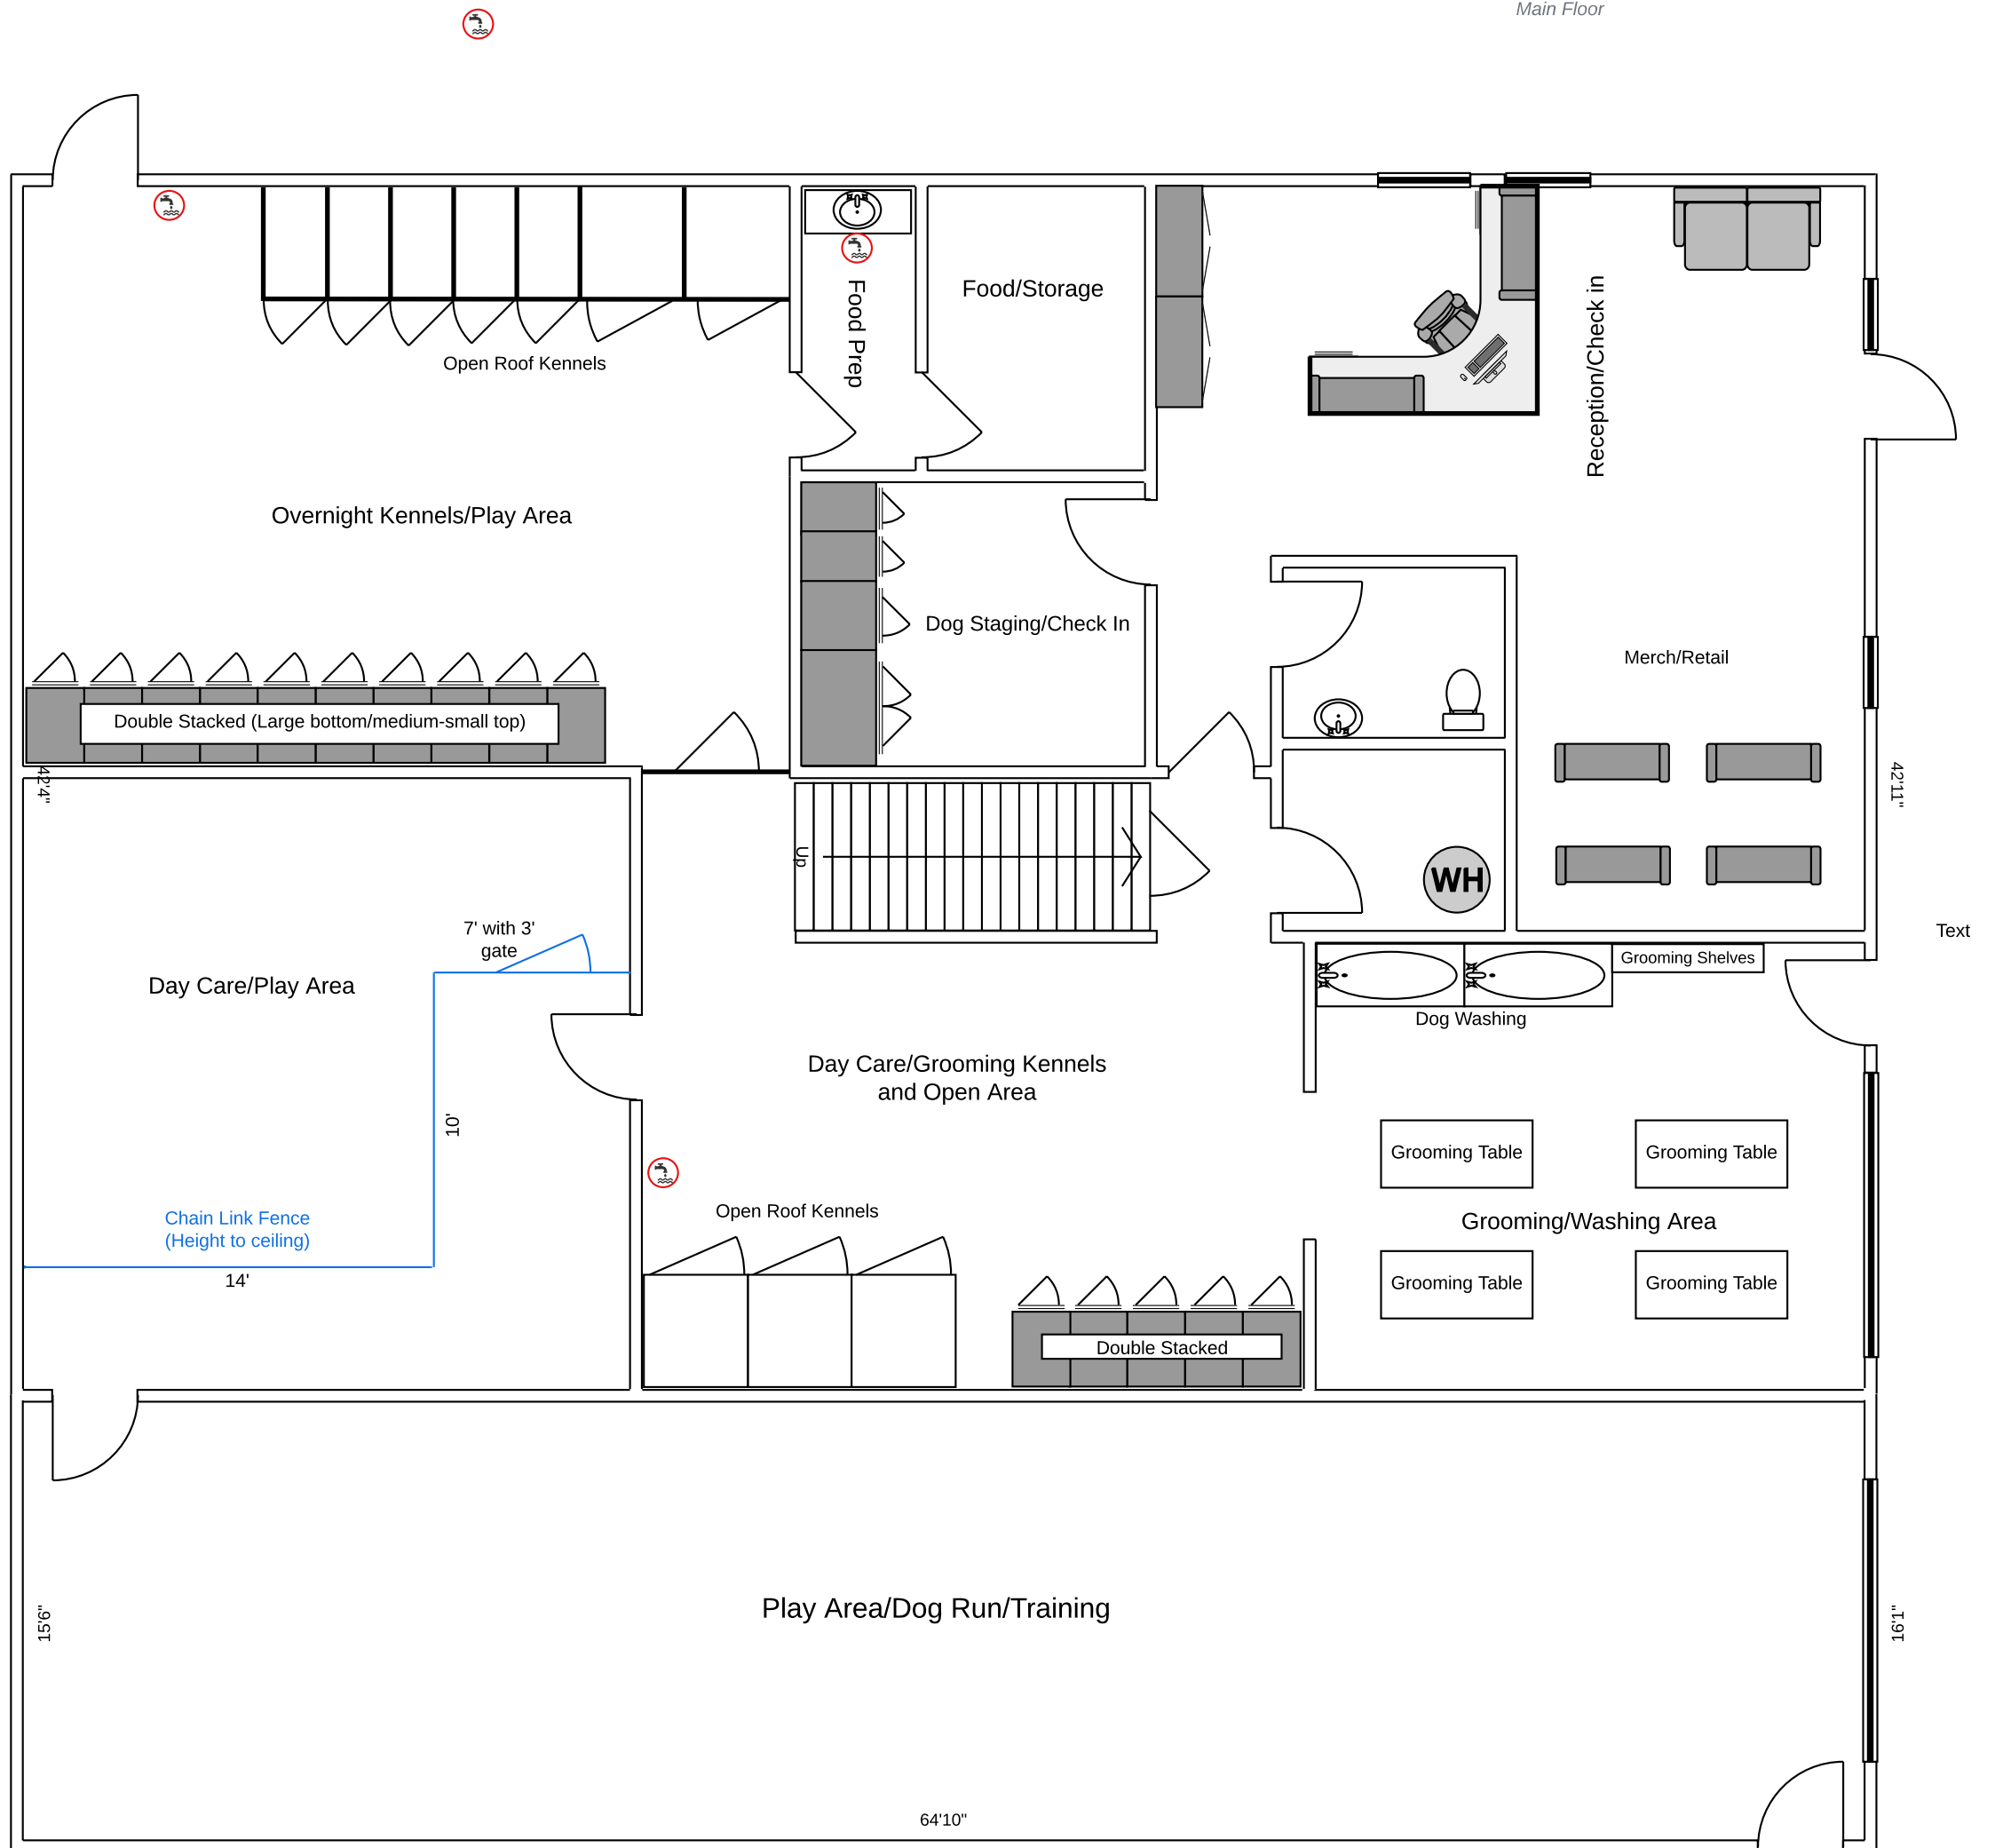 Main Floor
Food/Storage
Food Prep
Reception/Check in
Open Roof Kennels
Overnight Kennels/Play Area
Dog Staging/Check In
Merch/Retail
Double Stacked (Large bottom/medium-small top)
42'4"
42'11"
Up
WH
7' with 3'
gate
Text
Grooming Shelves
Day Care/Play Area
Dog Washing
Day Care/Grooming Kennels
and Open Area
10'
Grooming Table
Grooming Table
Open Roof Kennels
Chain Link Fence
(Height to ceiling)
Grooming/Washing Area
14'
Grooming Table
Grooming Table
Double Stacked
Play Area/Dog Run/Training
15'6"
16'1"
64'10"